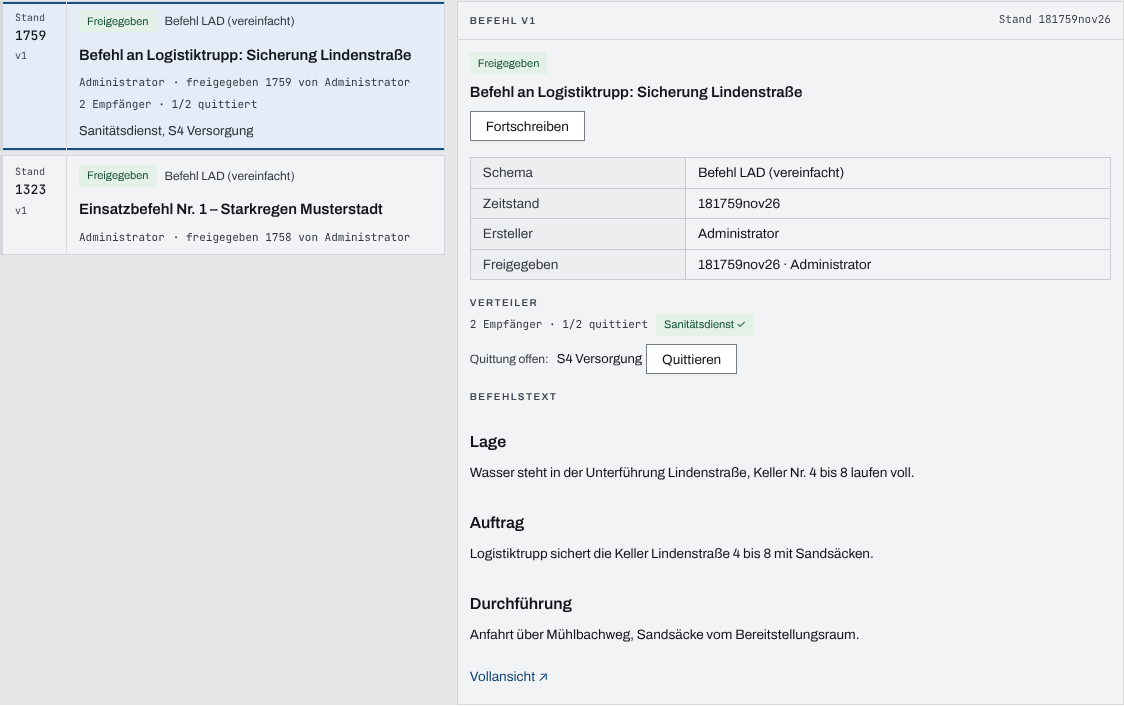 Stand
1759
v1
Freigegeben Befehl LAD (vereinfacht)
Befehl an Logistiktrupp: Sicherung Lindenstraße
Administrator · freigegeben 1759 von Administrator
2 Empfänger · 1/2 quittiert
Sanitätsdienst, S4 Versorgung
Stand
1323
v1
Freigegeben Befehl LAD (vereinfacht)
Einsatzbefehl Nr. 1 – Starkregen Musterstadt
Administrator · freigegeben 1758 von Administrator
BEFEHL V1 Stand 181759nov26
Freigegeben
Befehl an Logistiktrupp: Sicherung Lindenstraße
Fortschreiben
Schema Befehl LAD (vereinfacht)
Zeitstand 181759nov26
Ersteller Administrator
Freigegeben 181759nov26 · Administrator
VERTEILER
2 Empfänger · 1/2 quittiert Sanitätsdienst ✓
Quittung offen: S4 Versorgung Quittieren
BEFEHLSTEXT
Lage
Wasser steht in der Unterführung Lindenstraße, Keller Nr. 4 bis 8 laufen voll.
Auftrag
Logistiktrupp sichert die Keller Lindenstraße 4 bis 8 mit Sandsäcken.
Durchführung
Anfahrt über Mühlbachweg, Sandsäcke vom Bereitstellungsraum.
Vollansicht ↗